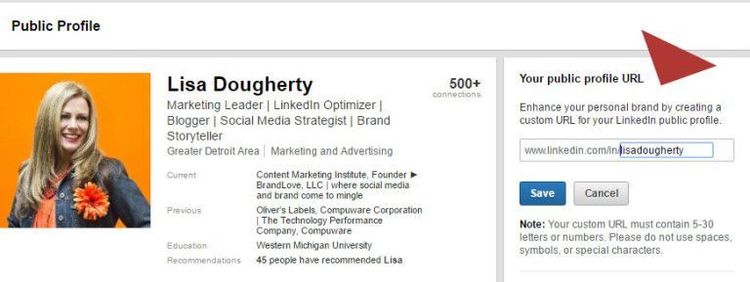 Public Profile
Lisa Dougherty
500+
connections
Marketing Leader | LinkedIn Optimizer |
Blogger | Social Media Strategist | Brand
Storyteller
Greater Detroit Area | Marketing and Advertising
Current
Content Marketing Institute, Founder ►
BrandLove, LLC | where social media
and brand come to mingle
Previous
Oliver's Labels, Compuware Corporation
| The Technology Performance
Company, Compuware
Education
Western Michigan University
Recommendations
45 people have recommended Lisa
Your public profile URL
Enhance your personal brand by creating a
custom URL for your LinkedIn public profile.
www.linkedin.com/in/lisadougherty
Save
Cancel
Note: Your custom URL must contain 5-30
letters or numbers. Please do not use spaces,
symbols, or special characters.